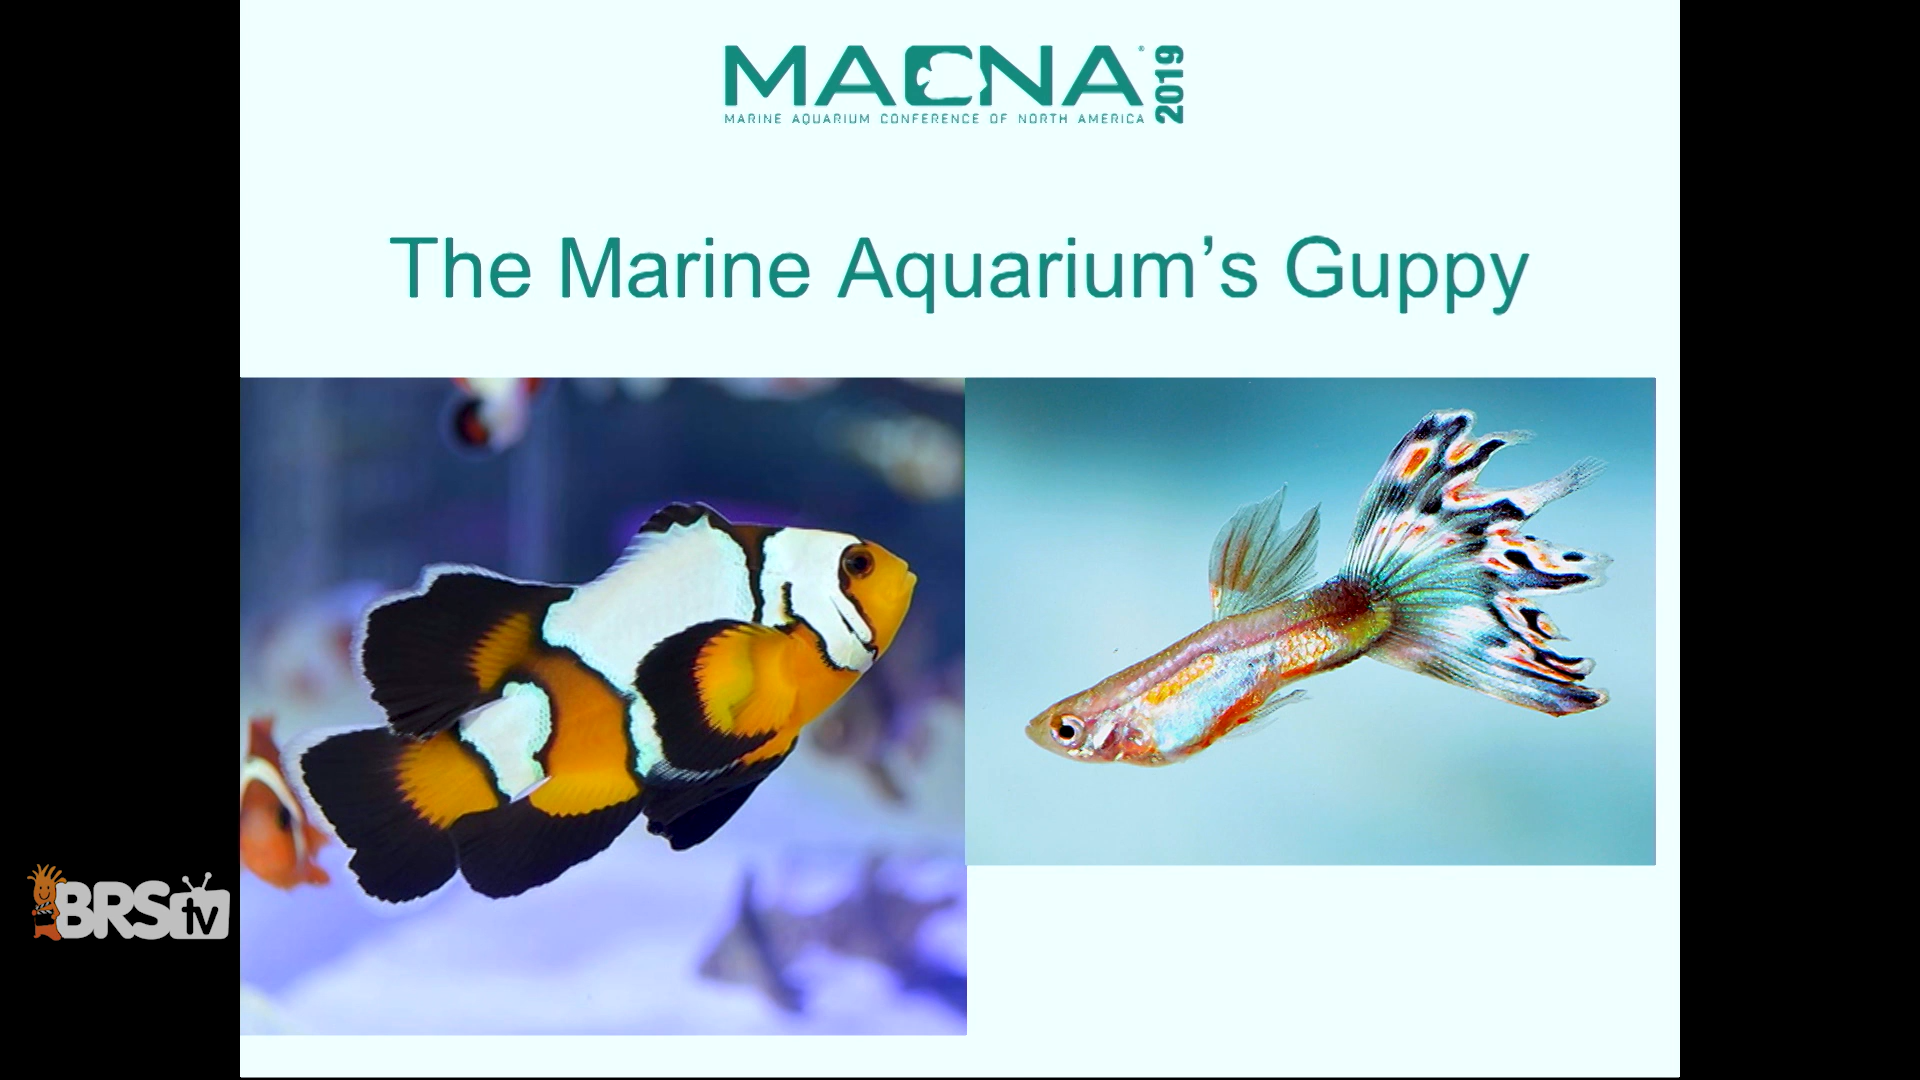 MACNA® 2019
MARINE AQUARIUM CONFERENCE OF NORTH AMERICA
The Marine Aquarium’s Guppy
BRStv